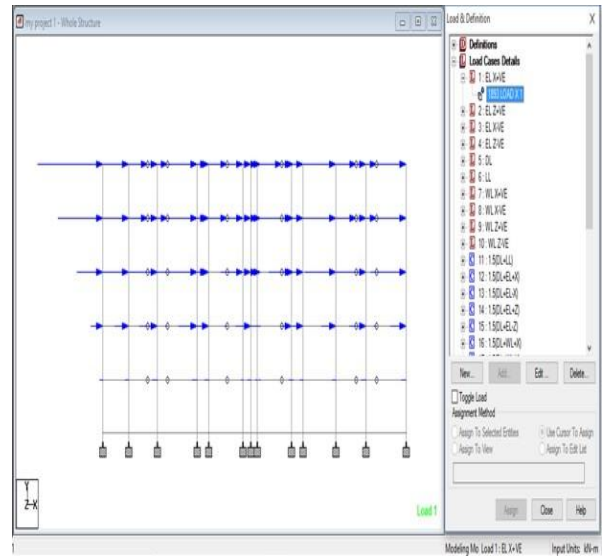 my project 1 - Whole Structure
Load & Definition
X
Definitions
Load Cases Details
1 : EL X+VE
1893 LOAD X 1
2 : EL Z+VE
3 : EL X-VE
4 : EL Z-VE
5 : DL
6 : LL
7 : WL X+VE
8 : WL X-VE
9 : WL Z+VE
10 : WL Z-VE
11 : 1.5(DL+LL)
12 : 1.5(DL+EL+X)
13 : 1.5(DL+EL-X)
14 : 1.5(DL+EL+Z)
15 : 1.5(DL+EL-Z)
16 : 1.5(DL+WL+X)
New... Add... Edit ... Delete...
Toggle Load
Assignment Method
Assign To Selected Entities Use Cursor To Assign
Assign To View Assign To Edit List
Assign Close Help
Y
Z X
Load 1
Modeling Mo Load 1 : EL X+VE Input Units: kN-m